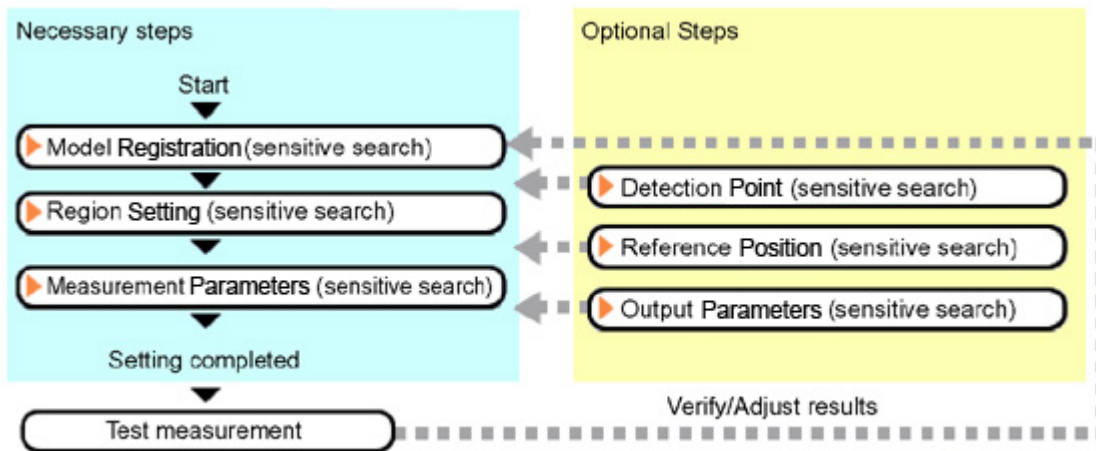 Necessary steps
Start
Model Registration (sensitive search)
Region Setting (sensitive search)
Measurement Parameters (sensitive search)
Setting completed
Test measurement
Optional Steps
Detection Point (sensitive search)
Reference Position (sensitive search)
Output Parameters (sensitive search)
Verify/Adjust results